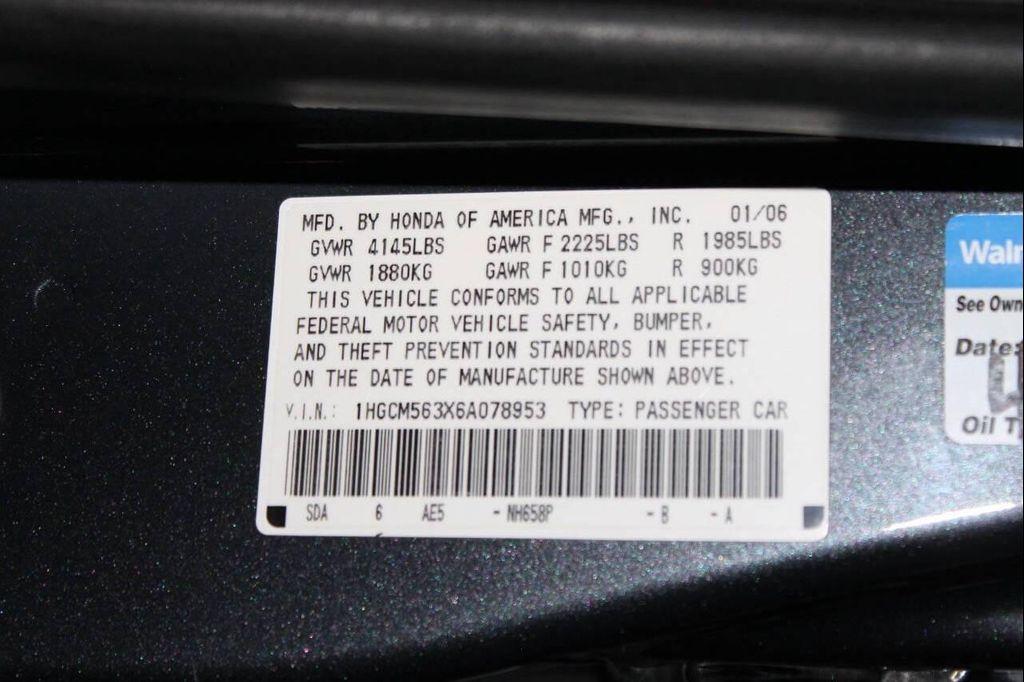 MFD. BY HONDA OF AMERICA MFG., INC. 01/06
GVWR 4145LBS GAWR F 2225LBS R 1985LBS
GVWR 1880KG GAWR F 1010KG R 900KG
THIS VEHICLE CONFORMS TO ALL APPLICABLE
FEDERAL MOTOR VEHICLE SAFETY, BUMPER,
AND THEFT PREVENTION STANDARDS IN EFFECT
ON THE DATE OF MANUFACTURE SHOWN ABOVE.
V.I.N.: 1HGCM563X6A078953 TYPE: PASSENGER CAR
SDA 6 AE5 - NH658P - B - A
See Own
Date:
Oil